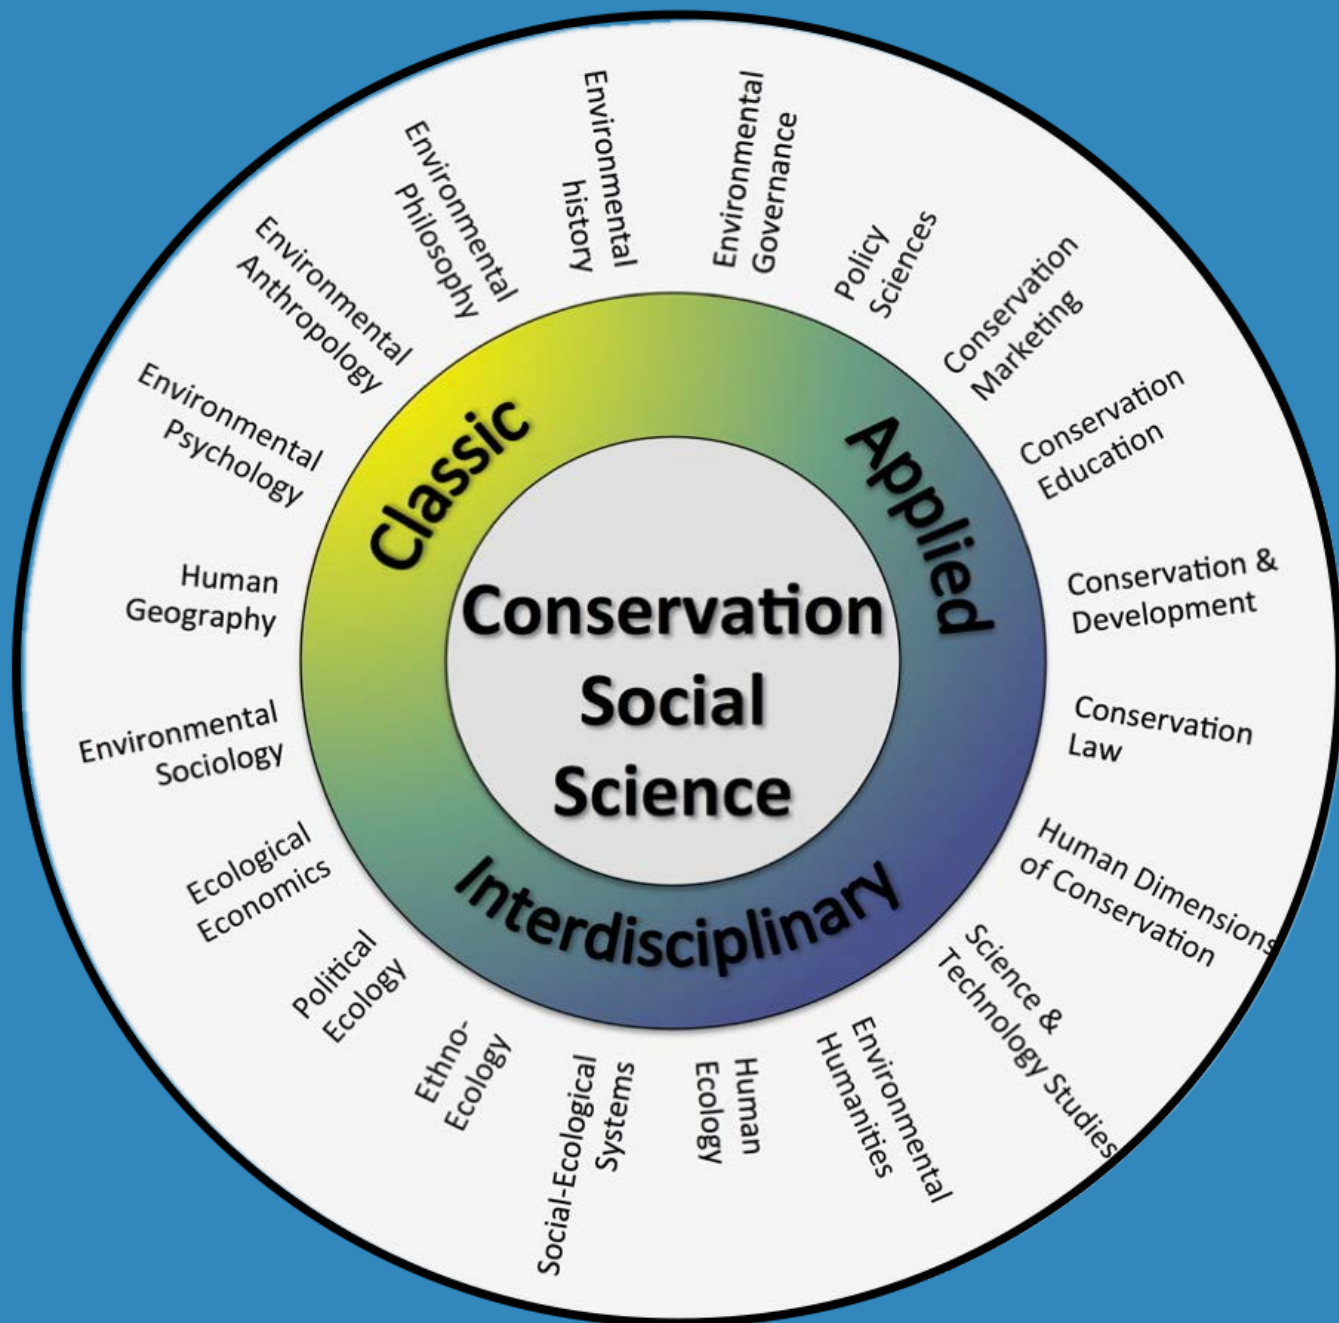 Conservation
Social
Science
Classic
Applied
Interdisciplinary
Environmental
Governance
Policy
Sciences
Conservation
Marketing
Conservation
Education
Conservation &
Development
Conservation
Law
Human Dimensions
of Conservation
Science &
Technology Studies
Environmental
Humanities
Human
Ecology
Social-Ecological
Systems
Ethno-
Ecology
Political
Ecology
Ecological
Economics
Environmental
Sociology
Human
Geography
Environmental
Psychology
Environmental
Anthropology
Environmental
Philosophy
Environmental
history